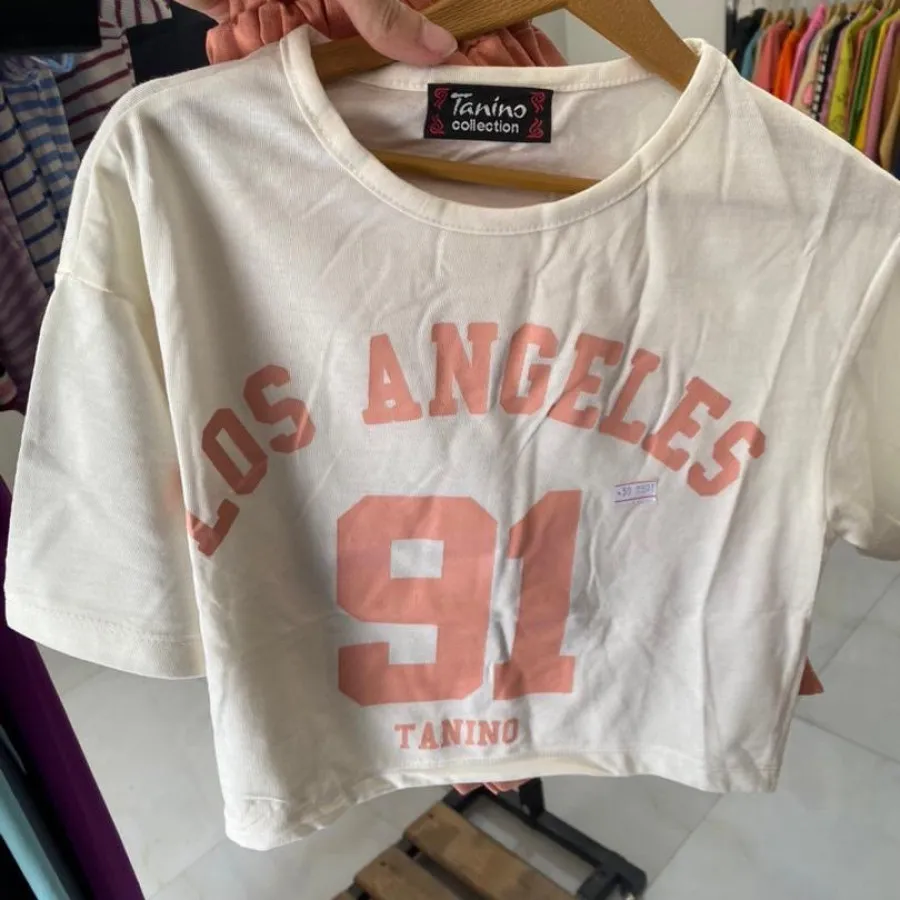 Tanino
collection
LOS ANGELES
91
TANINO